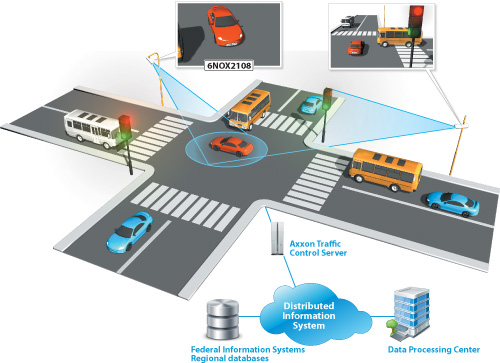 6NOX2108
Axxon Traffic
Control Server
Distributed
Information
System
Federal Information Systems
Regional databases
Data Processing Center